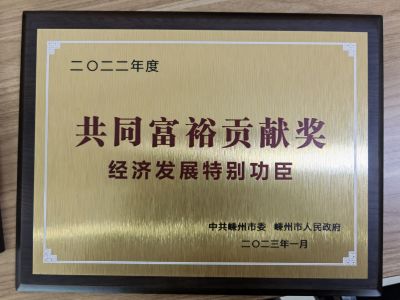 二〇二二年度
共同富裕贡献奖
经济发展特别功臣
中共嵊州市委 嵊州市人民政府
二〇二三年一月